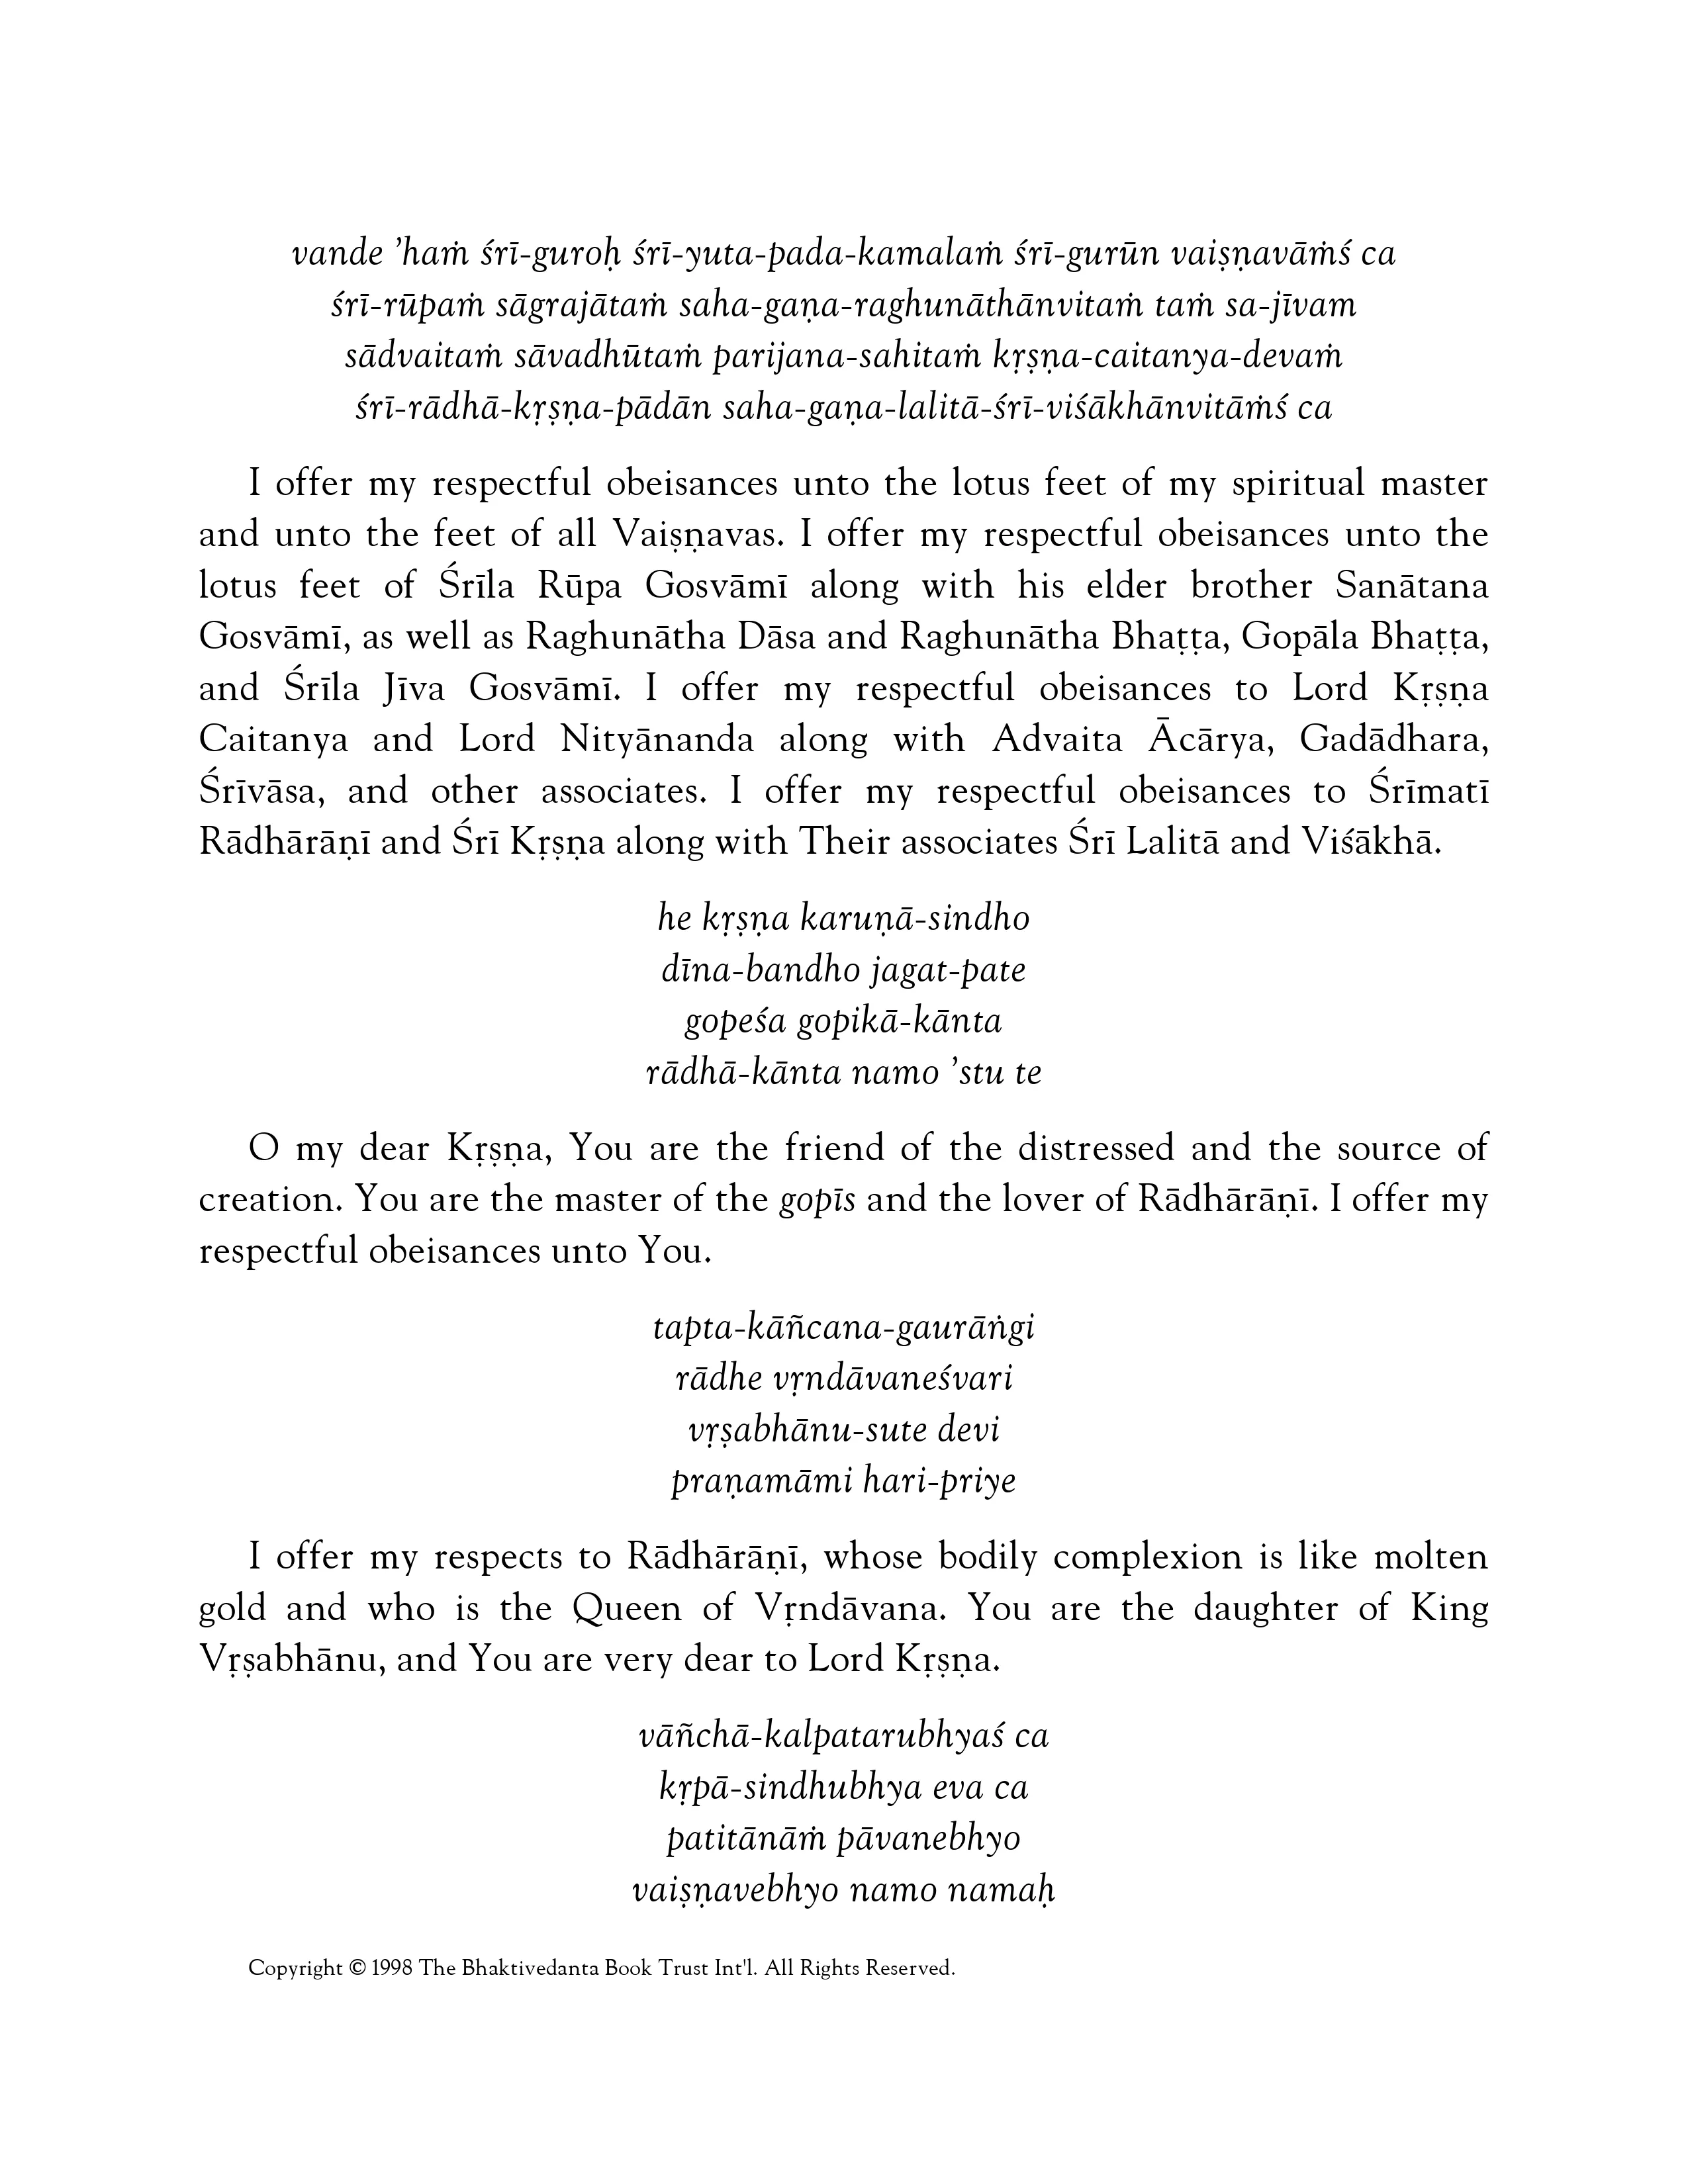 vande ’haṁ śrī-guroḥ śrī-yuta-pada-kamalaṁ śrī-gurūn vaiṣṇavāṁś ca
śrī-rūpaṁ sāgrajātaṁ saha-gaṇa-raghunāthānvitaṁ taṁ sa-jīvam
sādvaitaṁ sāvadhūtaṁ parijana-sahitaṁ kṛṣṇa-caitanya-devaṁ
śrī-rādhā-kṛṣṇa-pādān saha-gaṇa-lalitā-śrī-viśākhānvitāṁś ca
I offer my respectful obeisances unto the lotus feet of my spiritual master
and unto the feet of all Vaiṣṇavas. I offer my respectful obeisances unto the
lotus feet of Śrīla Rūpa Gosvāmī along with his elder brother Sanātana
Gosvāmī, as well as Raghunātha Dāsa and Raghunātha Bhaṭṭa, Gopāla Bhaṭṭa,
and Śrīla Jīva Gosvāmī. I offer my respectful obeisances to Lord Kṛṣṇa
Caitanya and Lord Nityānanda along with Advaita Ācārya, Gadādhara,
Śrīvāsa, and other associates. I offer my respectful obeisances to Śrīmatī
Rādhārāṇī and Śrī Kṛṣṇa along with Their associates Śrī Lalitā and Viśākhā.
he kṛṣṇa karuṇā-sindho
dīna-bandho jagat-pate
gopeśa gopikā-kānta
rādhā-kānta namo ’stu te
O my dear Kṛṣṇa, You are the friend of the distressed and the source of
creation. You are the master of the gopīs and the lover of Rādhārāṇī. I offer my
respectful obeisances unto You.
tapta-kāñcana-gaurāṅgi
rādhe vṛndāvaneśvari
vṛṣabhānu-sute devi
praṇamāmi hari-priye
I offer my respects to Rādhārāṇī, whose bodily complexion is like molten
gold and who is the Queen of Vṛndāvana. You are the daughter of King
Vṛṣabhānu, and You are very dear to Lord Kṛṣṇa.
vāñchā-kalpatarubhyaś ca
kṛpā-sindhubhya eva ca
patitānāṁ pāvanebhyo
vaiṣṇavebhyo namo namaḥ
Copyright © 1998 The Bhaktivedanta Book Trust Int'l. All Rights Reserved.